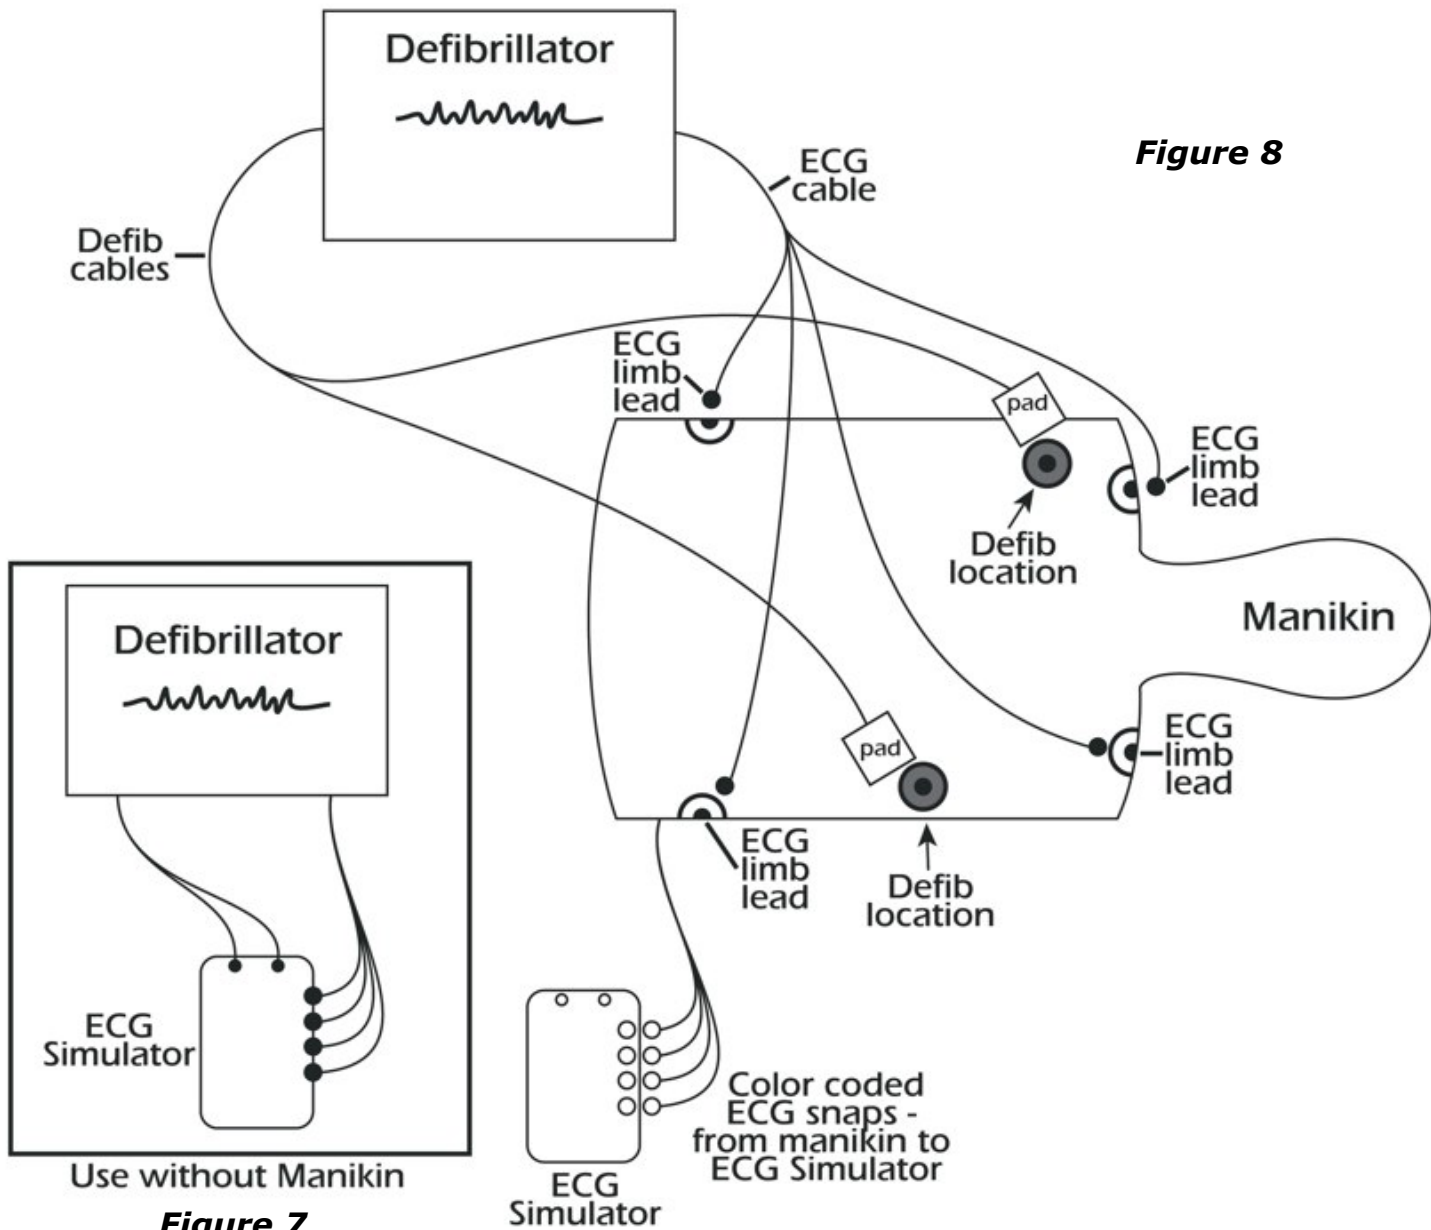 Defibrillator
Figure 8
ECG
cable
Defib
cables
ECG
limb
lead
pad
ECG
limb
lead
Defib
location
Manikin
pad
ECG
limb
lead
ECG
limb
lead
Defib
location
Defibrillator
ECG
Simulator
Use without Manikin
Figure 7
Color coded
ECG snaps -
from manikin to
ECG Simulator
ECG
Simulator